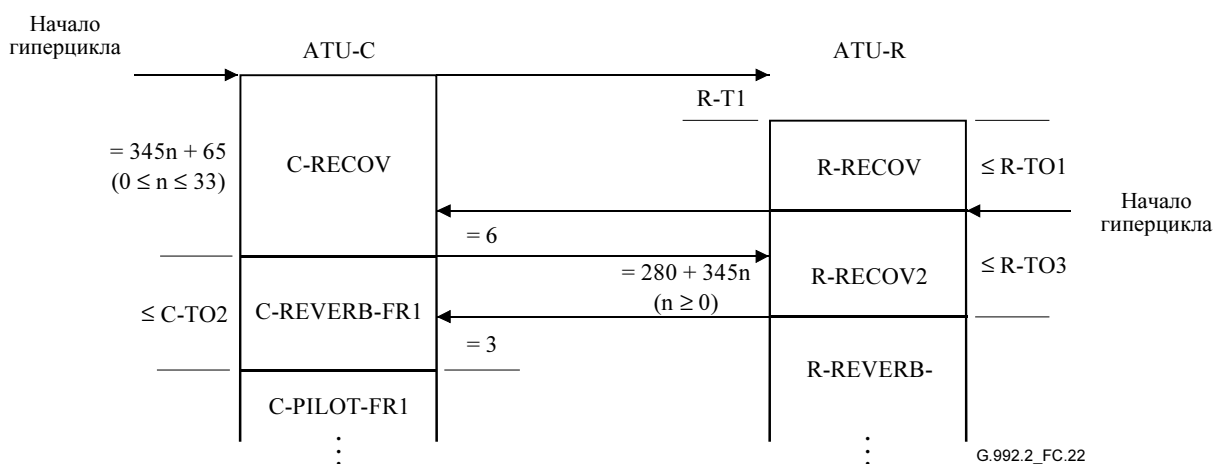 Начало
гиперцикла
ATU-C
ATU-R
R-T1
= 345n + 65
(0 ≤ n ≤ 33)
C-RECOV
R-RECOV
≤ R-TO1
Начало
гиперцикла
= 6
= 280 + 345n
(n ≥ 0)
R-RECOV2
≤ R-TO3
≤ C-TO2
C-REVERB-FR1
= 3
R-REVERB-
C-PILOT-FR1
G.992.2_FC.22